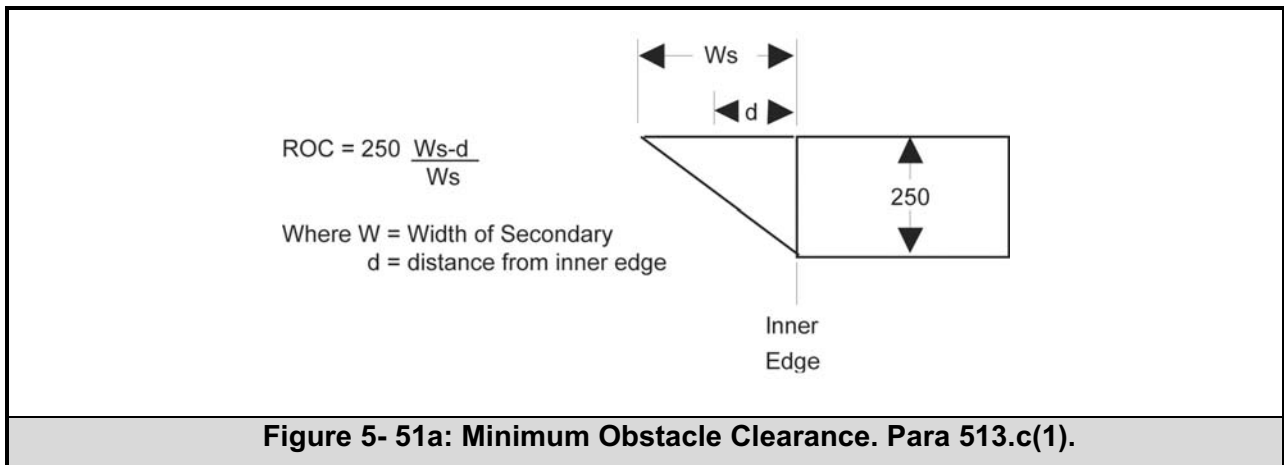 Ws
d
ROC = 250 Ws-d
Ws
250
Where W = Width of Secondary
d = distance from inner edge
Inner
Edge
Figure 5- 51a: Minimum Obstacle Clearance. Para 513.c(1).